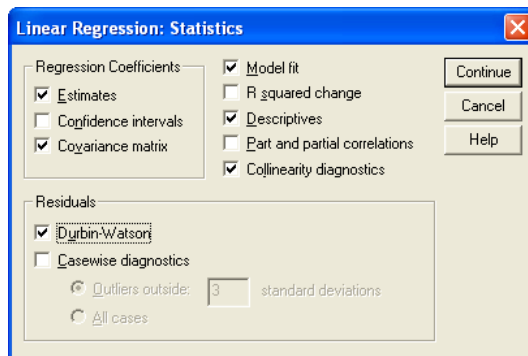 Linear Regression: Statistics
Regression Coefficients
Estimates
Confidence intervals
Covariance matrix
Model fit
R squared change
Descriptives
Part and partial correlations
Collinearity diagnostics
Continue
Cancel
Help
Residuals
Durbin-Watson
Casewise diagnostics
Outliers outside: 3 standard deviations
All cases